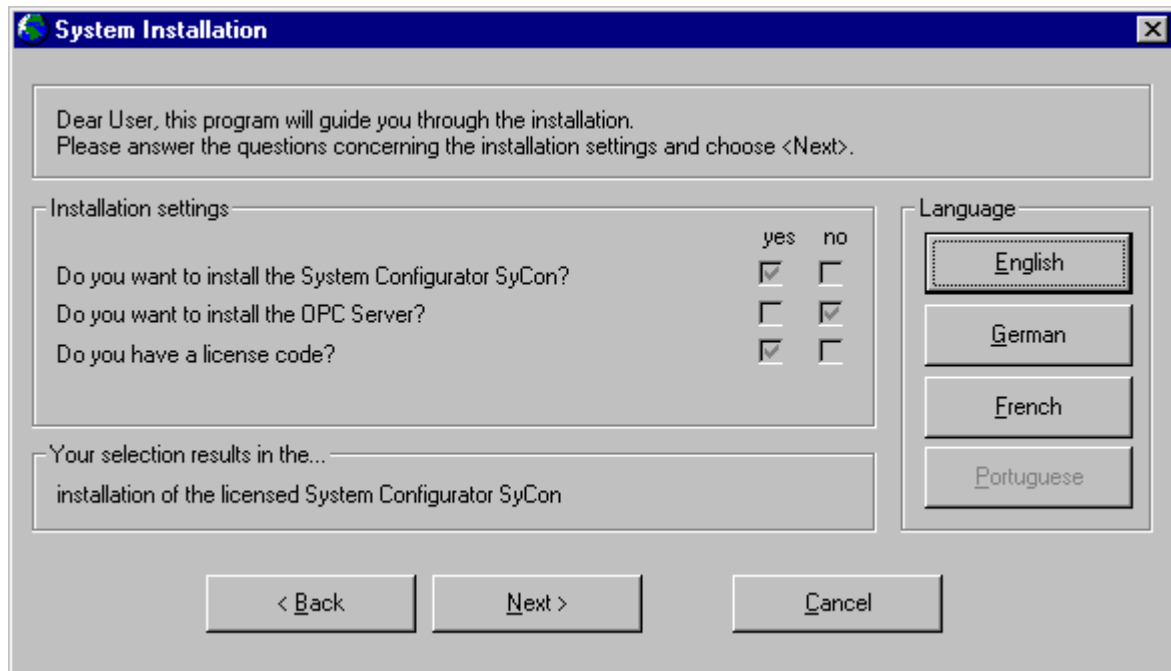 System Installation
Dear User, this program will guide you through the installation.
Please answer the questions concerning the installation settings and choose <Next>.
Installation settings
yes no
Do you want to install the System Configurator SyCon?
Do you want to install the OPC Server?
Do you have a license code?
Your selection results in the...
installation of the licensed System Configurator SyCon
Language
English
German
French
Portuguese
< Back
Next >
Cancel